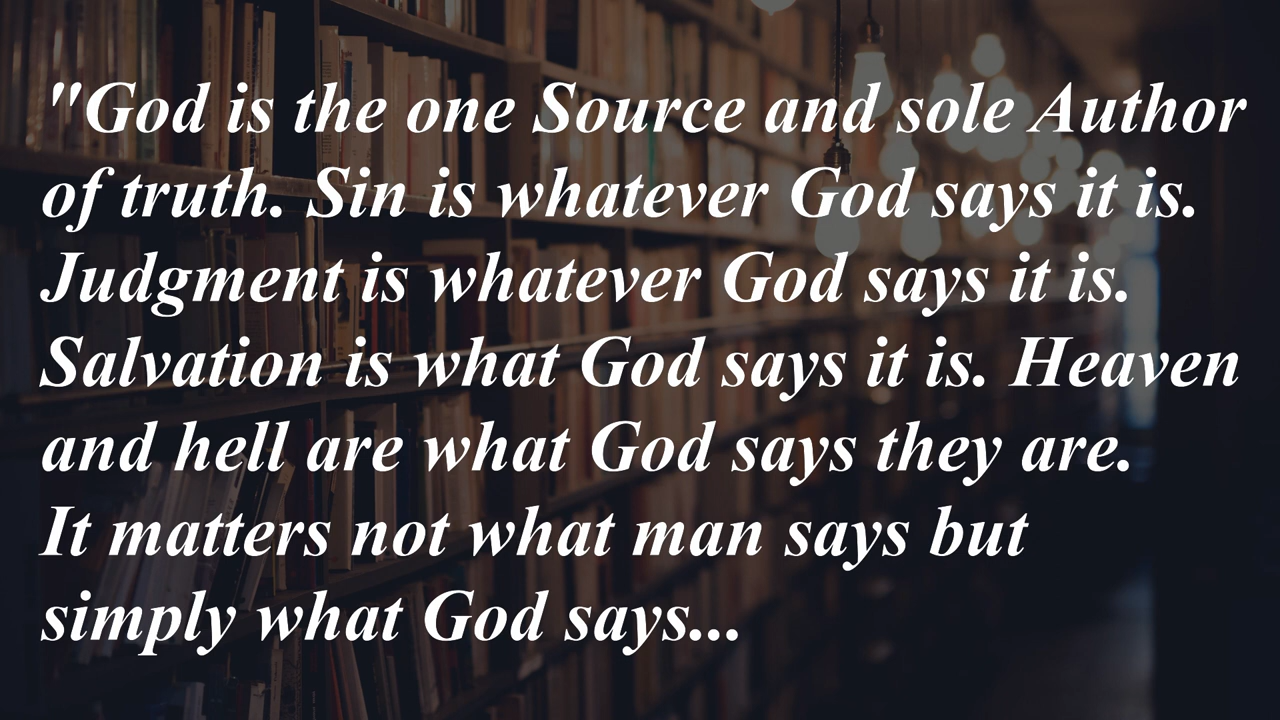 "God is the one Source and sole Author
of truth. Sin is whatever God says it is.
Judgment is whatever God says it is.
Salvation is what God says it is. Heaven
and hell are what God says they are.
It matters not what man says but
simply what God says...